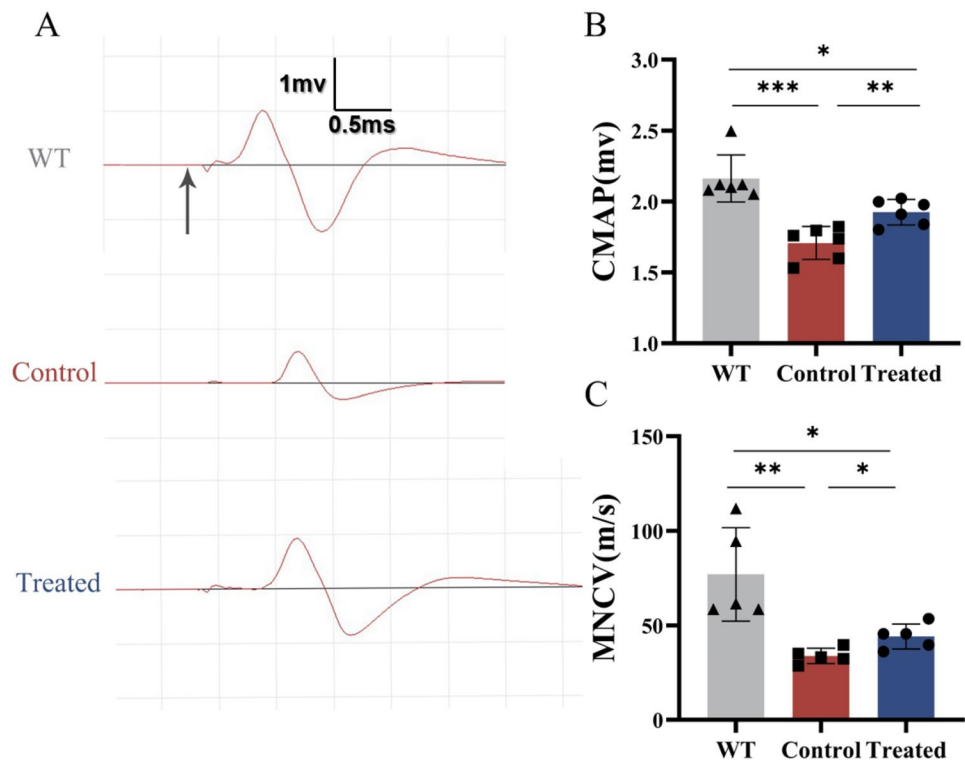 A
1mv
0.5ms
WT
Control
Treated
B
CMAP(mv)
3.0
2.5
2.0
1.5
1.0
*
***
**
WT
Control
Treated
C
MNCV(m/s)
150
100
50
0
*
**
*
WT
Control
Treated